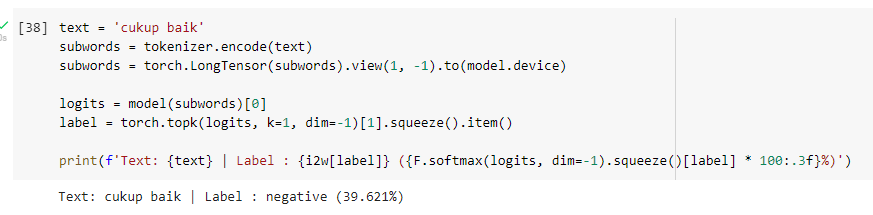 [38] text = 'cukup baik'
subwords = tokenizer.encode(text)
subwords = torch.LongTensor(subwords).view(1, -1).to(model.device)
logits = model(subwords)[0]
label = torch.topk(logits, k=1, dim=-1)[1].squeeze().item()
print(f'Text: {text} | Label : {i2w[label]} ({F.softmax(logits, dim=-1).squeeze()[label] * 100:.3f}%)')
Text: cukup baik | Label : negative (39.621%)